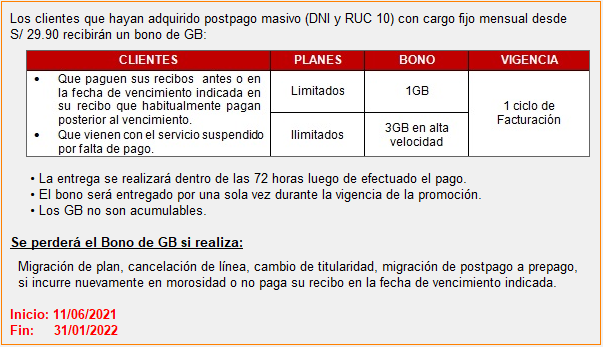 Los clientes que hayan adquirido postpago masivo (DNI y RUC 10) con cargo fijo mensual desde
S/ 29.90 recibirán un bono de GB:
CLIENTES PLANES BONO VIGENCIA
• Que paguen sus recibos antes o en
la fecha de vencimiento indicada en
su recibo que habitualmente pagan
posterior al vencimiento.
• Que vienen con el servicio suspendido
por falta de pago.
Limitados 1GB
Ilimitados 3GB en alta
velocidad
1 ciclo de
Facturación
• La entrega se realizará dentro de las 72 horas luego de efectuado el pago.
• El bono será entregado por una sola vez durante la vigencia de la promoción.
• Los GB no son acumulables.
Se perderá el Bono de GB si realiza:
Migración de plan, cancelación de línea, cambio de titularidad, migración de postpago a prepago,
si incurre nuevamente en morosidad o no paga su recibo en la fecha de vencimiento indicada.
Inicio: 11/06/2021
Fin: 31/01/2022